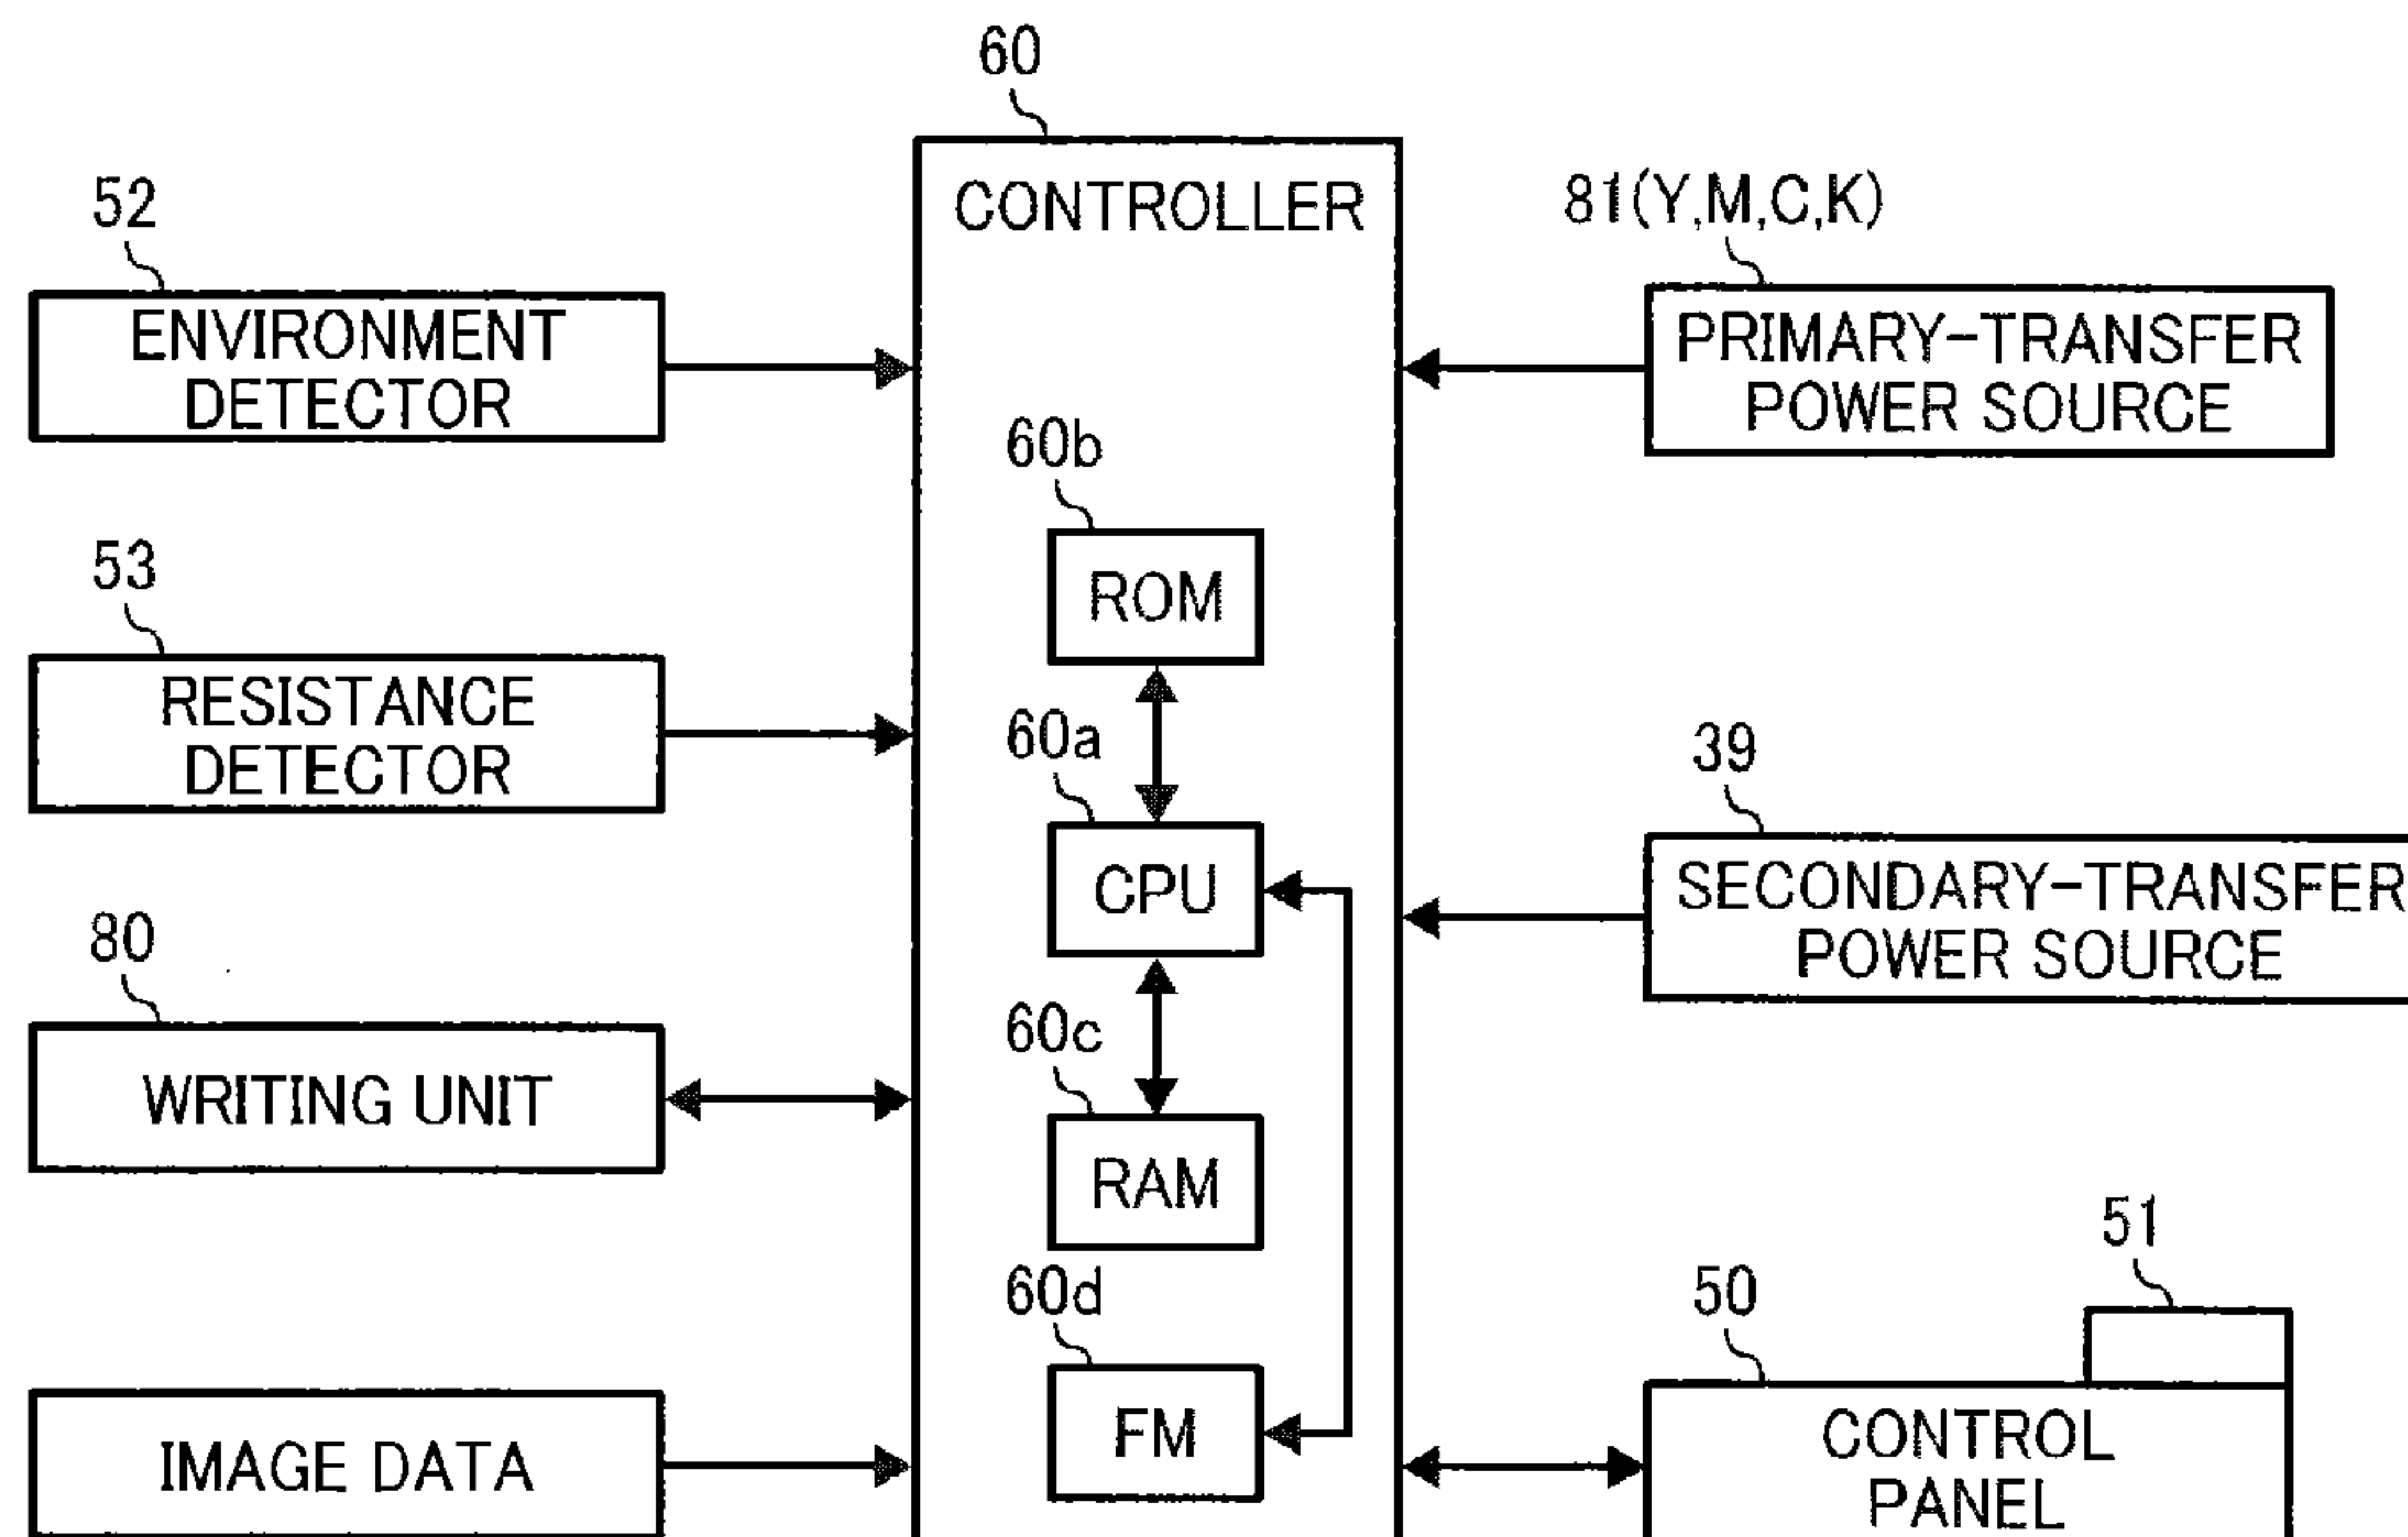 60
CONTROLLER
52
ENVIRONMENT
DETECTOR
53
RESISTANCE
DETECTOR
80
WRITING UNIT
IMAGE DATA
60b
ROM
60a
CPU
60c
RAM
60d
FM
81(Y,M,C,K)
PRIMARY-TRANSFER
POWER SOURCE
39
SECONDARY-TRANSFER
POWER SOURCE
51
50
CONTROL
PANEL